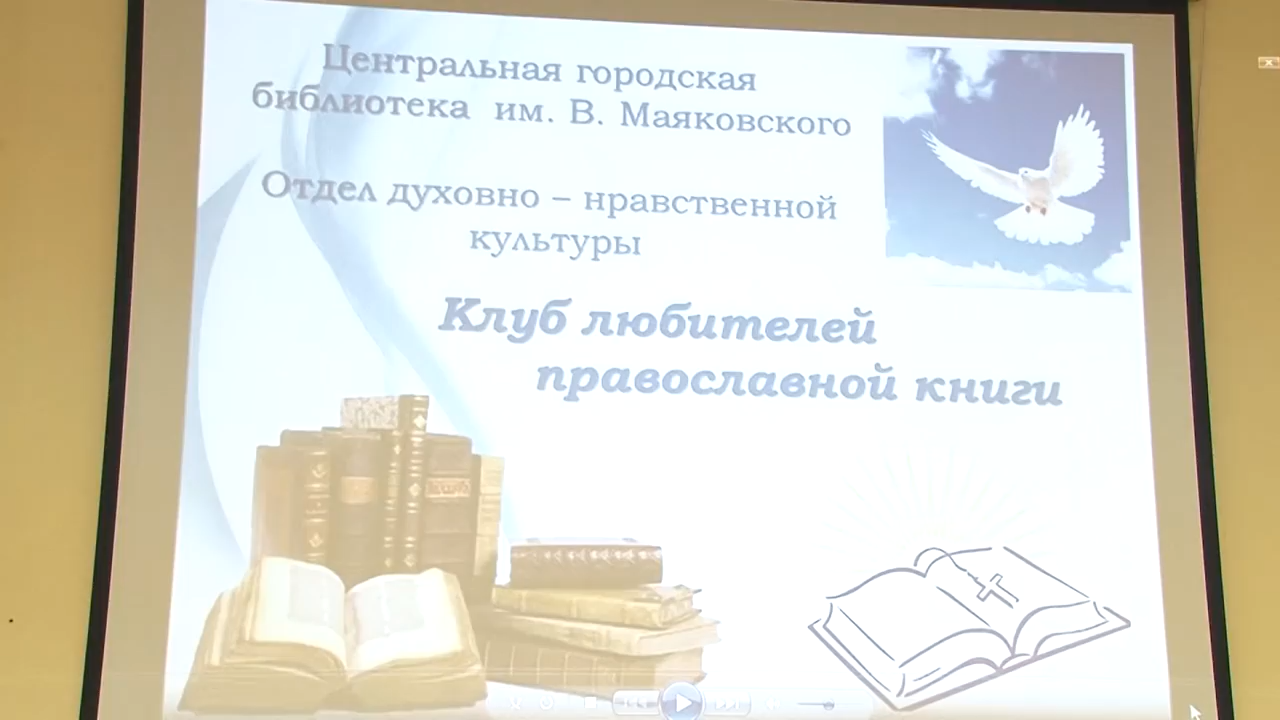 Центральная городская
библиотека им. В. Маяковского
Отдел духовно – нравственной
культуры
Клуб любителей
православной книги